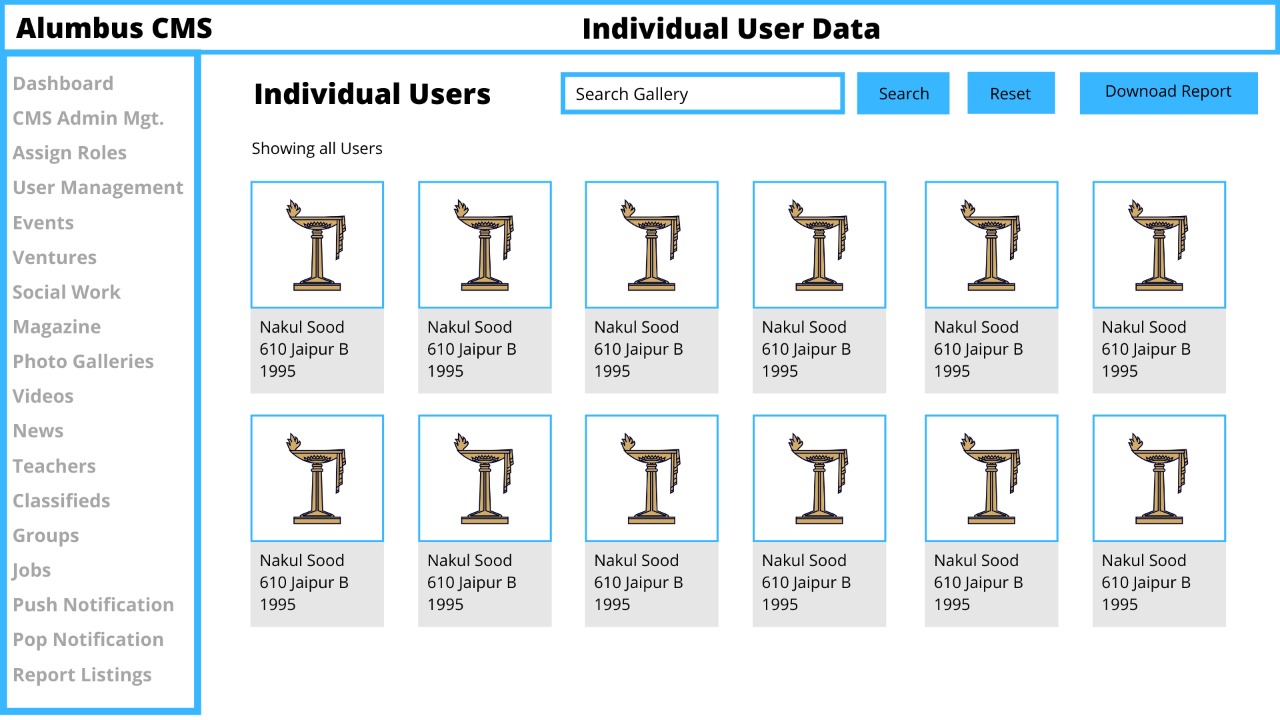 Alumbus CMS
Individual User Data
Dashboard
CMS Admin Mgt.
Assign Roles
User Management
Events
Ventures
Social Work
Magazine
Photo Galleries
Videos
News
Teachers
Classifieds
Groups
Jobs
Push Notification
Pop Notification
Report Listings
Individual Users
Search Gallery
Search
Reset
Downoad Report
Showing all Users
Nakul Sood
610 Jaipur B
1995
Nakul Sood
610 Jaipur B
1995
Nakul Sood
610 Jaipur B
1995
Nakul Sood
610 Jaipur B
1995
Nakul Sood
610 Jaipur B
1995
Nakul Sood
610 Jaipur B
1995
Nakul Sood
610 Jaipur B
1995
Nakul Sood
610 Jaipur B
1995
Nakul Sood
610 Jaipur B
1995
Nakul Sood
610 Jaipur B
1995
Nakul Sood
610 Jaipur B
1995
Nakul Sood
610 Jaipur B
1995